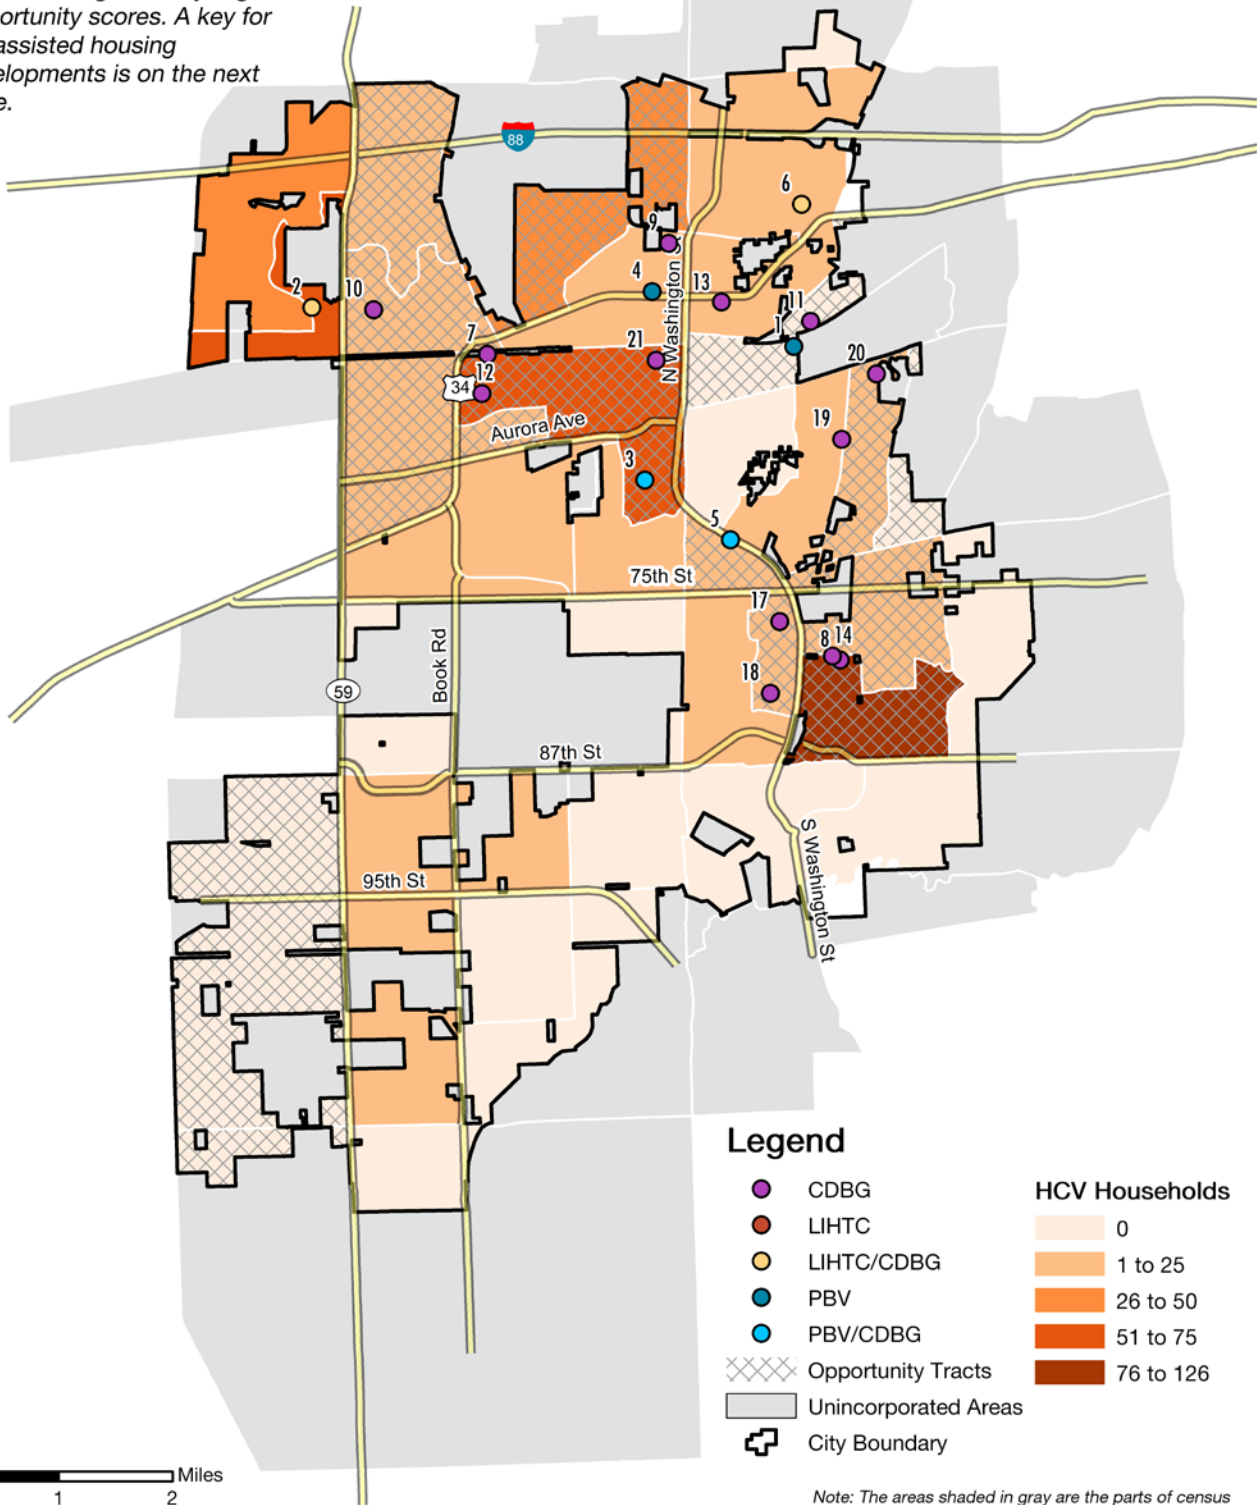 ortunity scores. A key for
assisted housing
elopments is on the next
e.
88
6
9
2
10
4
13
11
1
N Washington S
7
21
12
20
34
Aurora Ave
19
3
5
75th St
17
8
14
18
Book Rd
59
87th St
S Washington St
95th St
Legend
CDBG
LIHTC
LIHTC/CDBG
PBV
PBV/CDBG
Opportunity Tracts
Unincorporated Areas
City Boundary
HCV Households
0
1 to 25
26 to 50
51 to 75
76 to 126
Miles
1
2
Note: The areas shaded in gray are the parts of census